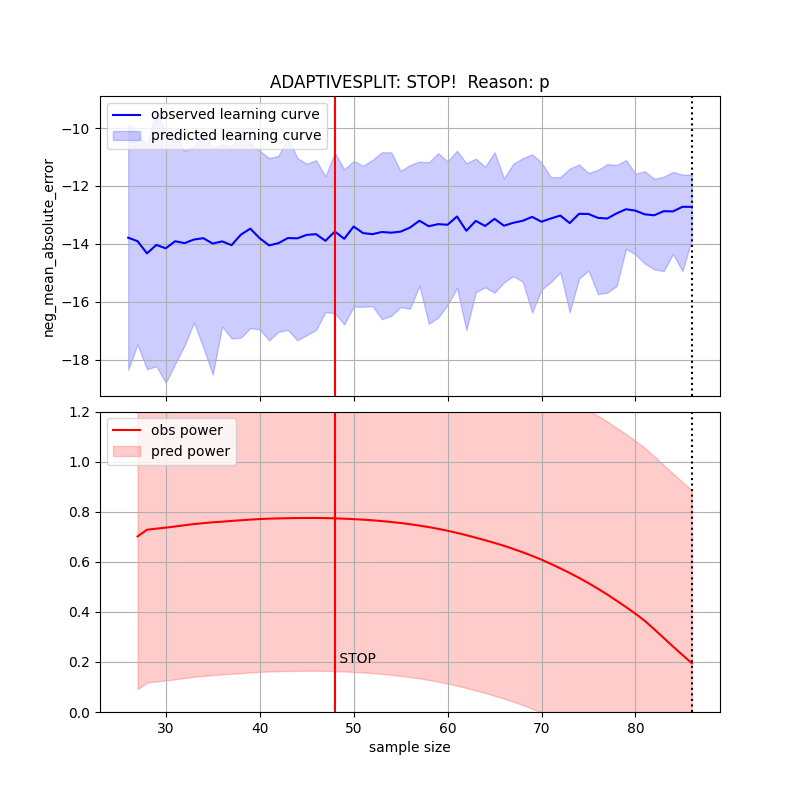 ADAPTIVESPLIT: STOP!  Reason: p
observed learning curve
predicted learning curve
neg_mean_absolute_error
−10
−12
−14
−16
−18
obs power
pred power
1.2
1.0
0.8
0.6
0.4
0.2
0.0
STOP
30 40 50 60 70 80
sample size